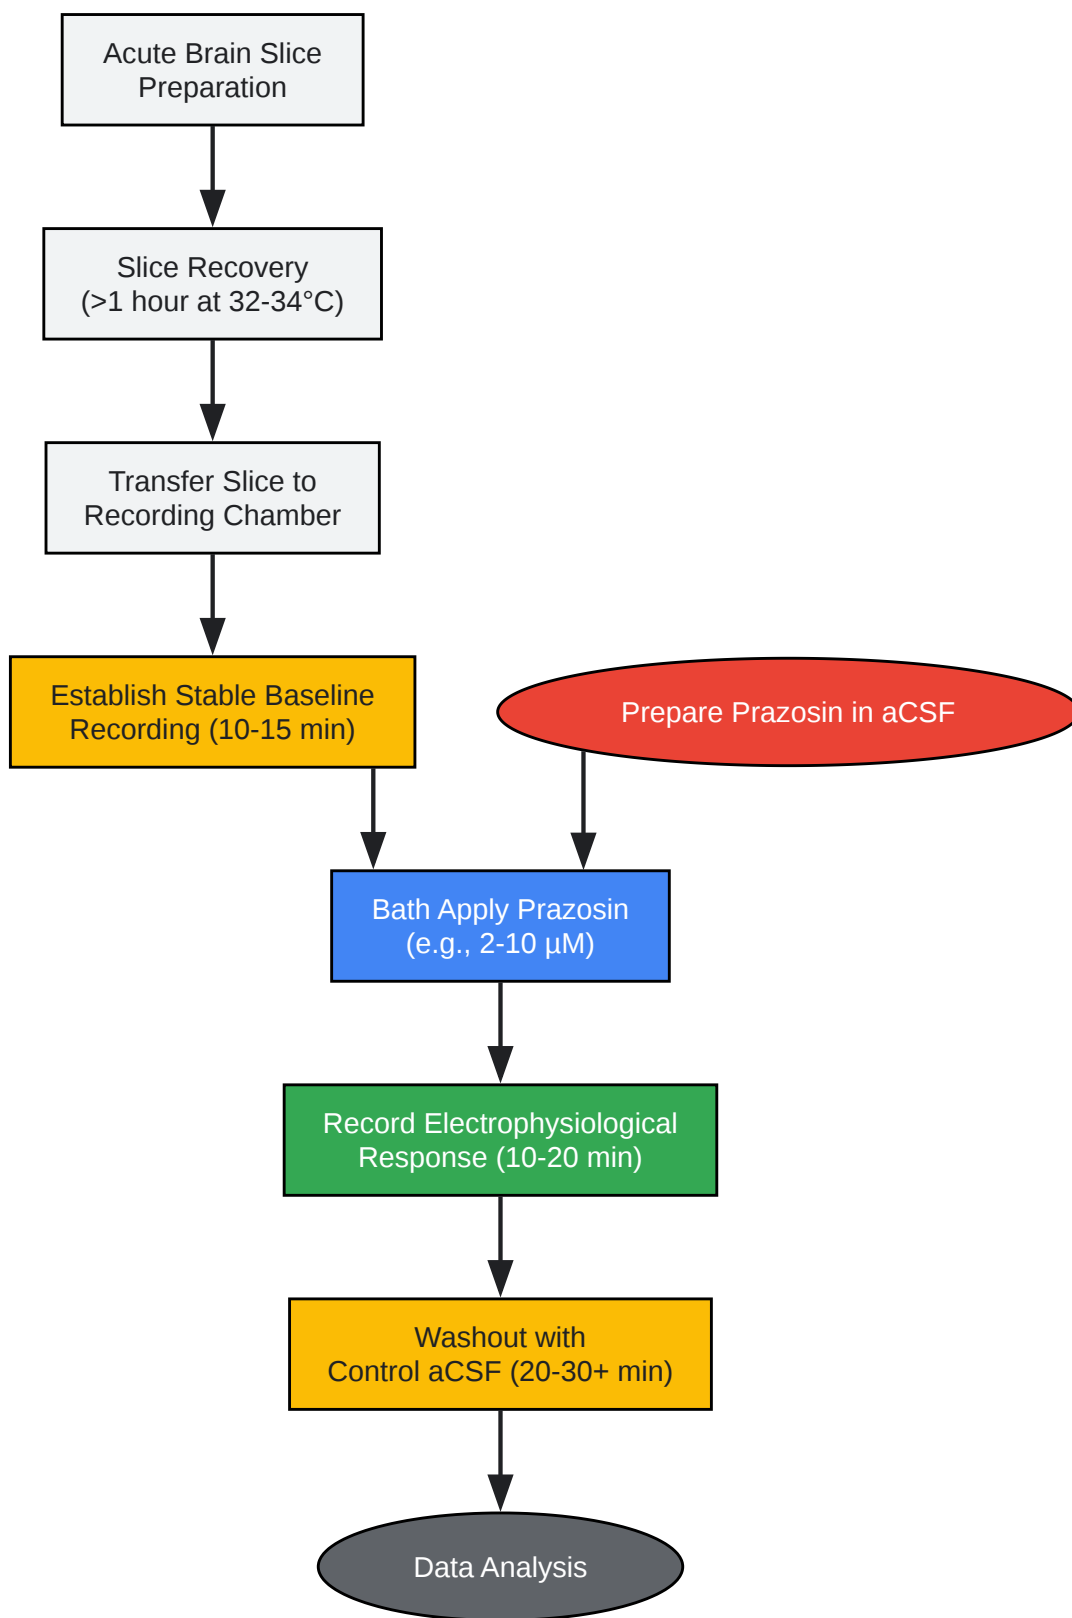 Acute Brain Slice
Preparation
Slice Recovery
(>1 hour at 32-34°C)
Transfer Slice to
Recording Chamber
Establish Stable Baseline
Recording (10-15 min)
Prepare Prazosin in aCSF
Bath Apply Prazosin
(e.g., 2-10 µM)
Record Electrophysiological
Response (10-20 min)
Washout with
Control aCSF (20-30+ min)
Data Analysis